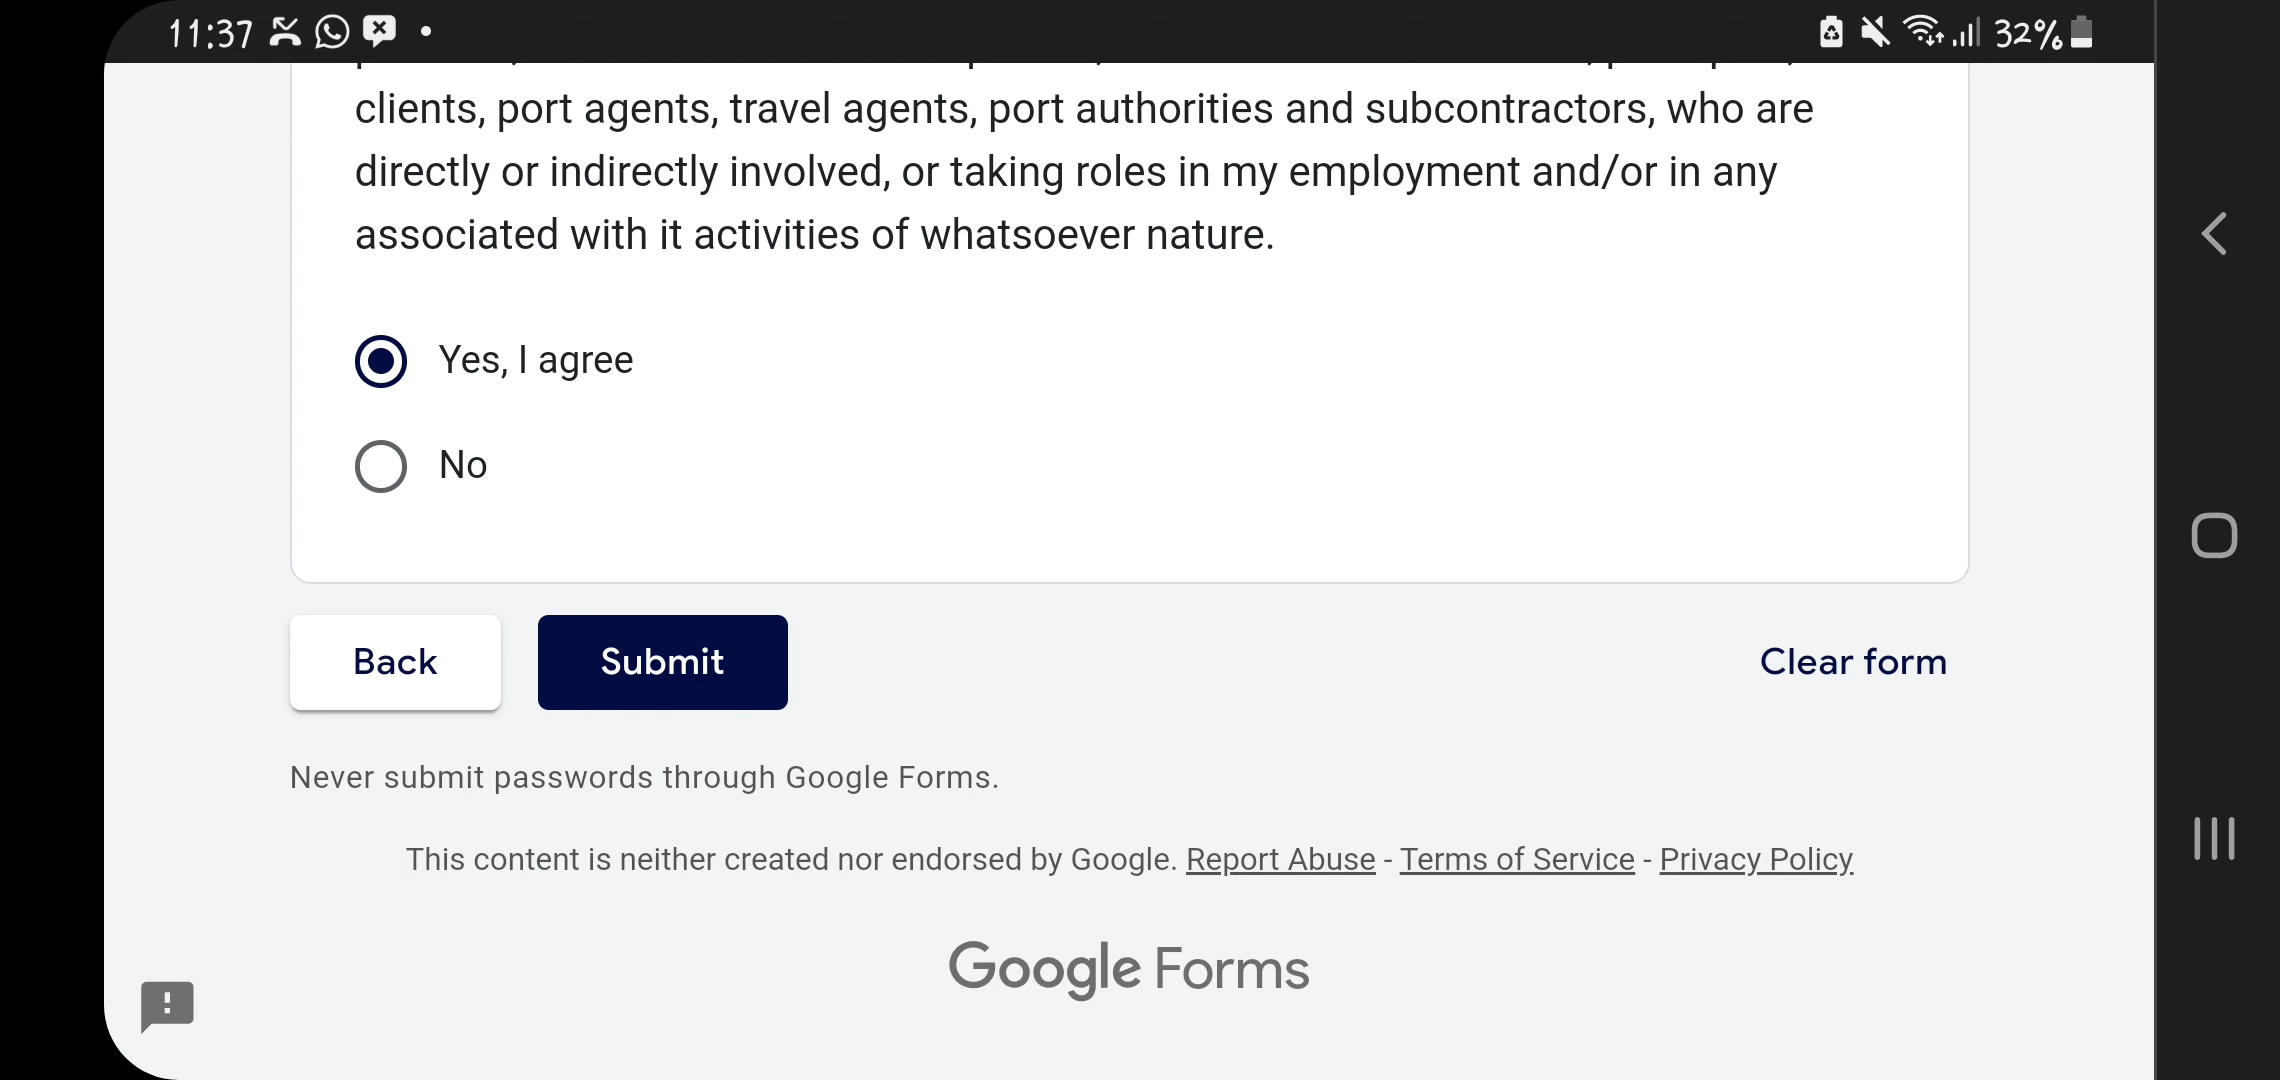 11:37
32%
clients, port agents, travel agents, port authorities and subcontractors, who are
directly or indirectly involved, or taking roles in my employment and/or in any
associated with it activities of whatsoever nature.
Yes, I agree
No
Back
Submit
Clear form
Never submit passwords through Google Forms.
This content is neither created nor endorsed by Google. Report Abuse - Terms of Service - Privacy Policy
Google Forms